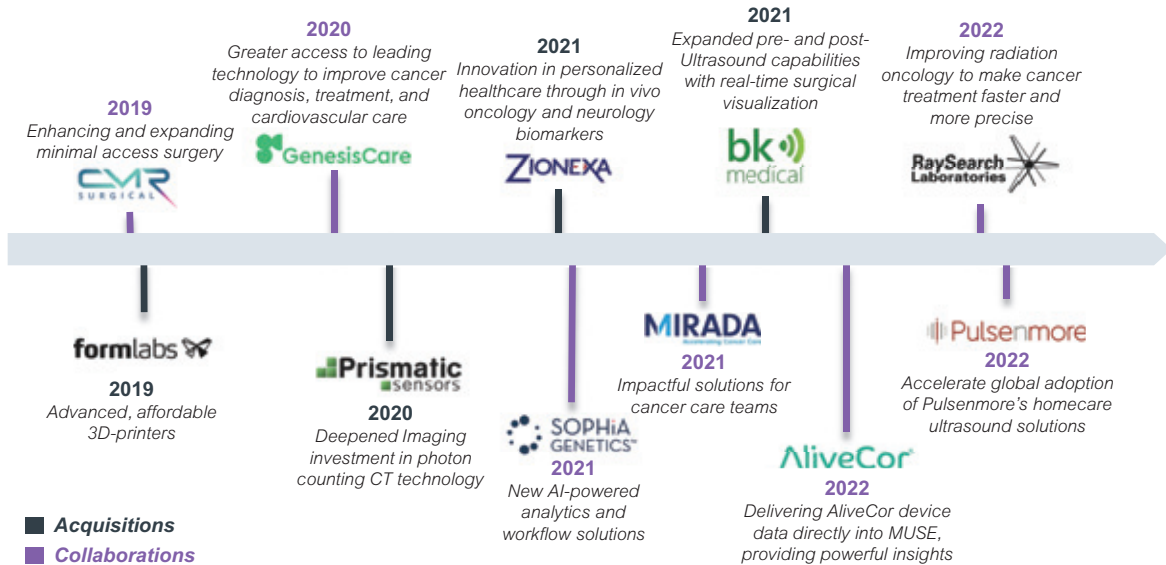 2019
Enhancing and expanding
minimal access surgery
CMR
SURGICAL
2020
Greater access to leading
technology to improve cancer
diagnosis, treatment, and
cardiovascular care
GenesisCare
2021
Innovation in personalized
healthcare through in vivo
oncology and neurology
biomarkers
ZIONEXA
2021
Expanded pre- and post-
Ultrasound capabilities
with real-time surgical
visualization
bk
medical
2022
Improving radiation
oncology to make cancer
treatment faster and
more precise
RaySearch
Laboratories
formlabs
2019
Advanced, affordable
3D-printers
Prismatic
sensors
2020
Deepened Imaging
investment in photon
counting CT technology
SOPHiA
GENETICS™
2021
New AI-powered
analytics and
workflow solutions
MIRADA
Accelerating Cancer Care
2021
Impactful solutions for
cancer care teams
AliveCor®
2022
Delivering AliveCor device
data directly into MUSE,
providing powerful insights
Pulsenmore
2022
Accelerate global adoption
of Pulsenmore’s homecare
ultrasound solutions
Acquisitions
Collaborations